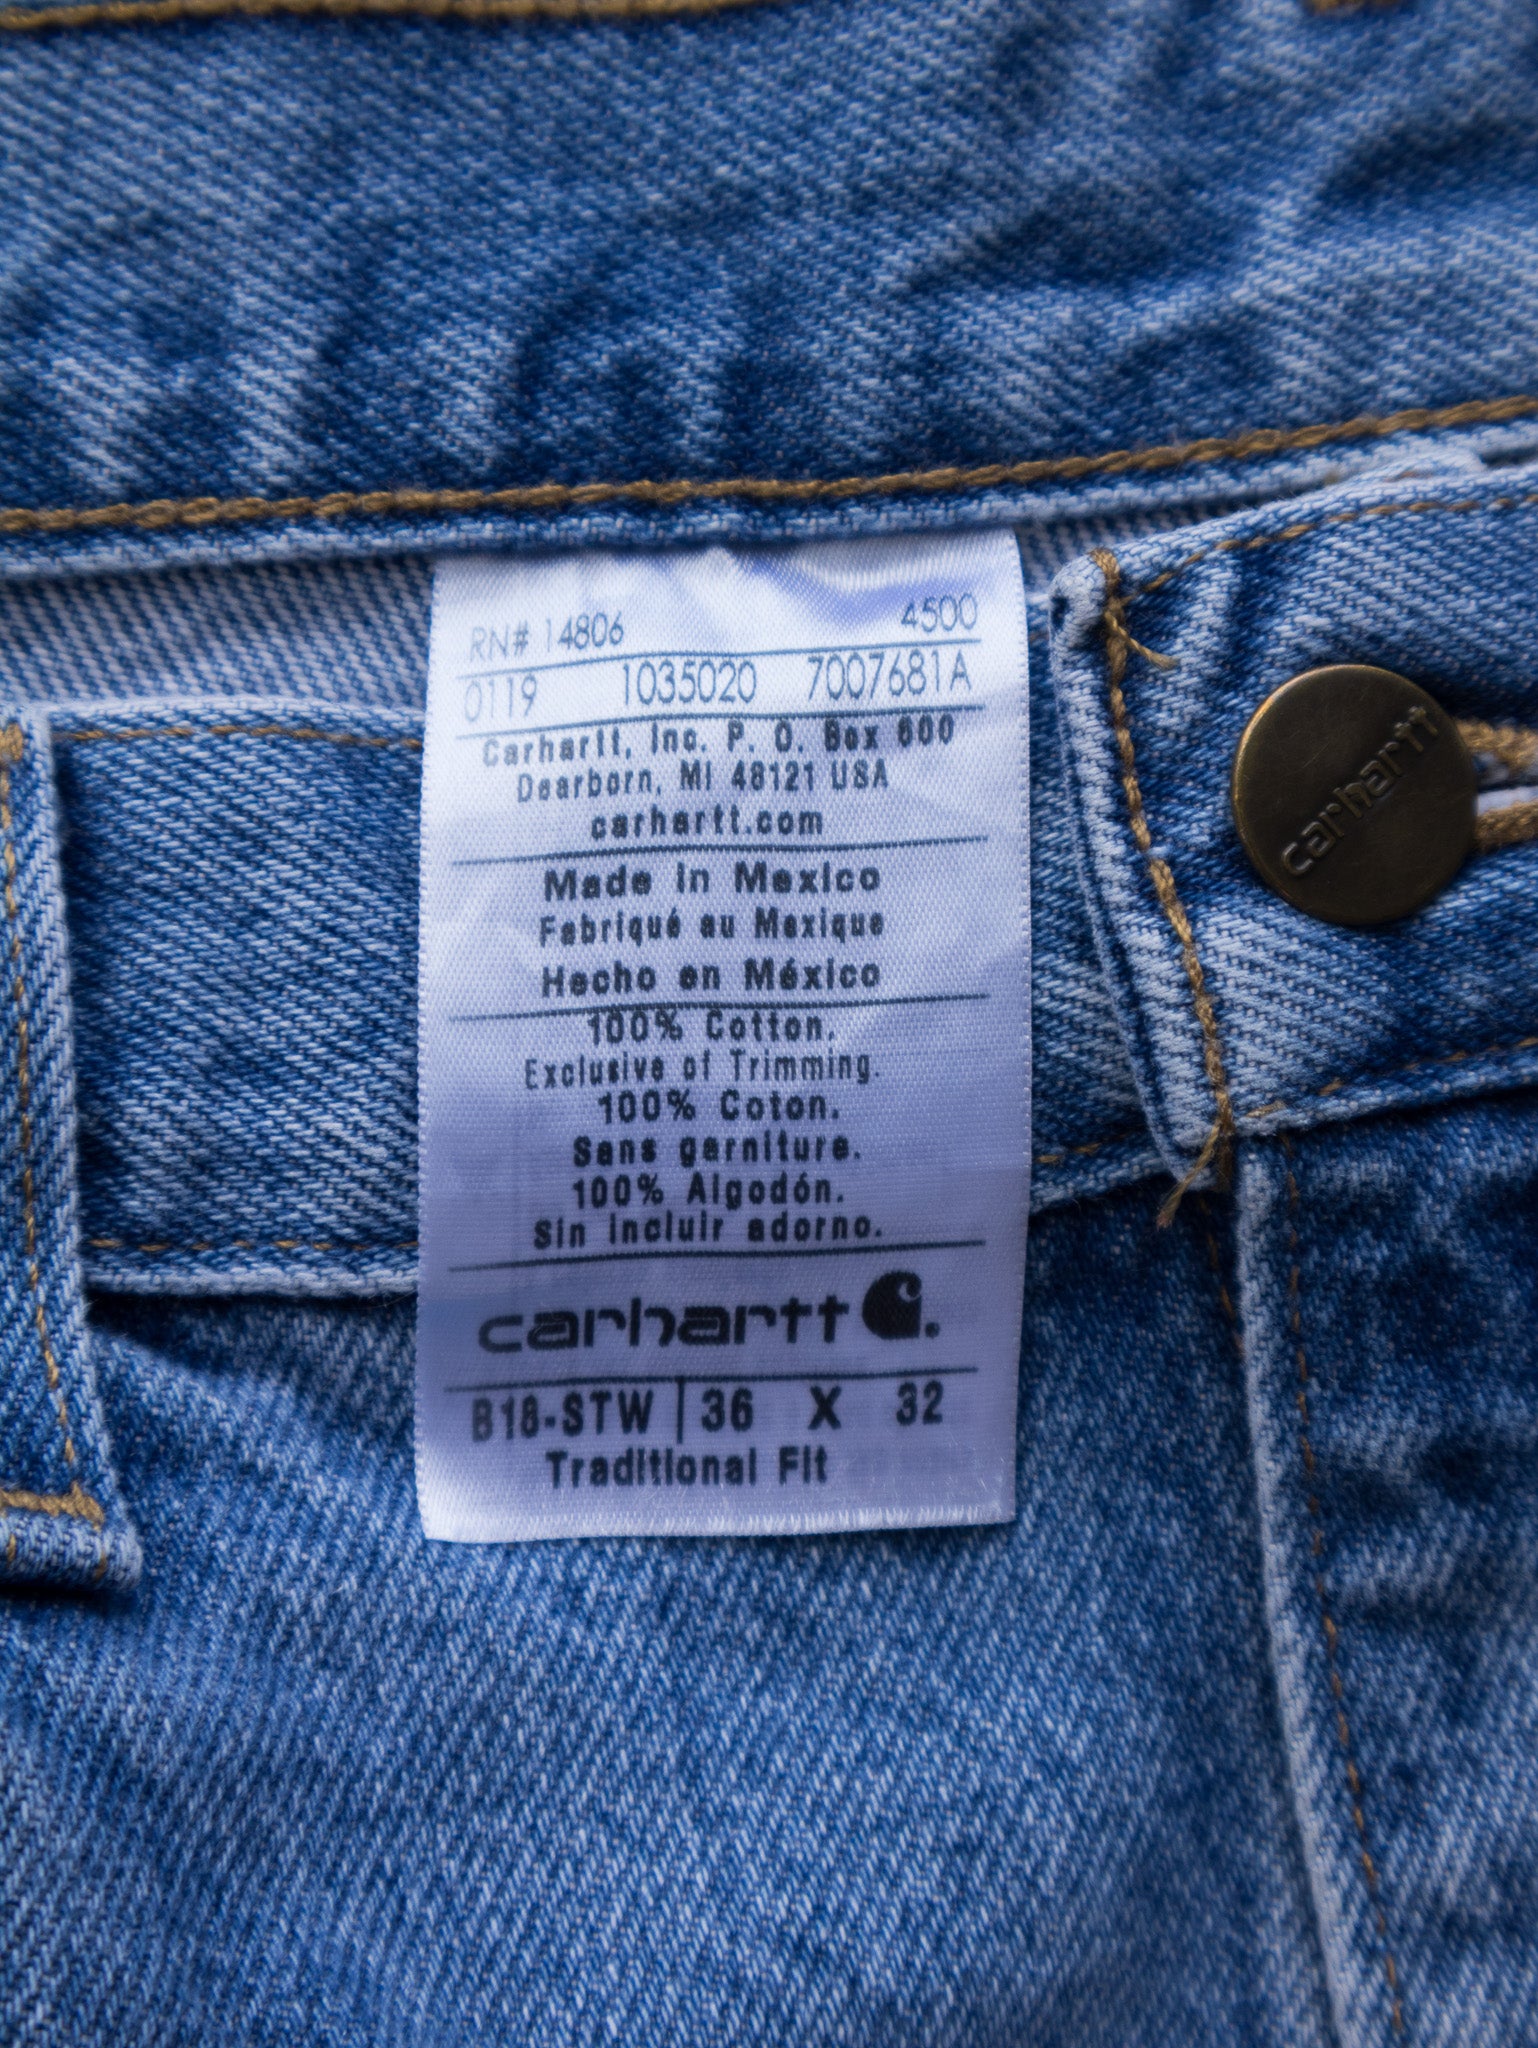 RN# 14806 4500
0119 1035020 7007681A
Carhartt, Inc. P. O. Box 600
Dearborn, MI 48121 USA
carhartt.com
Made in Mexico
Fabriqué au Mexique
Hecho en México
100% Cotton.
Exclusive of Trimming.
100% Coton.
Sans garniture.
100% Algodón.
Sin incluir adorno.
carhartt
B18-STW | 36 X 32
Traditional Fit
carhartt